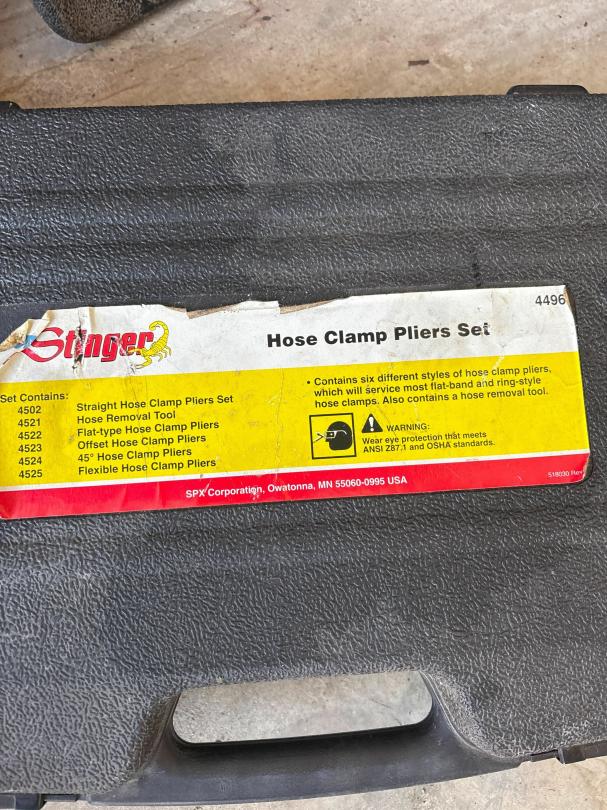 4496
Stinger
Hose Clamp Pliers Set
Set Contains:
4502 Straight Hose Clamp Pliers Set
4521 Hose Removal Tool
4522 Flat-type Hose Clamp Pliers
4523 Offset Hose Clamp Pliers
4524 45° Hose Clamp Pliers
4525 Flexible Hose Clamp Pliers
• Contains six different styles of hose clamp pliers,
which will service most flat-band and ring-style
hose clamps. Also contains a hose removal tool.
WARNING:
Wear eye protection that meets
ANSI Z87.1 and OSHA standards.
SPX Corporation, Owatonna, MN 55060-0995 USA
518030 Rev